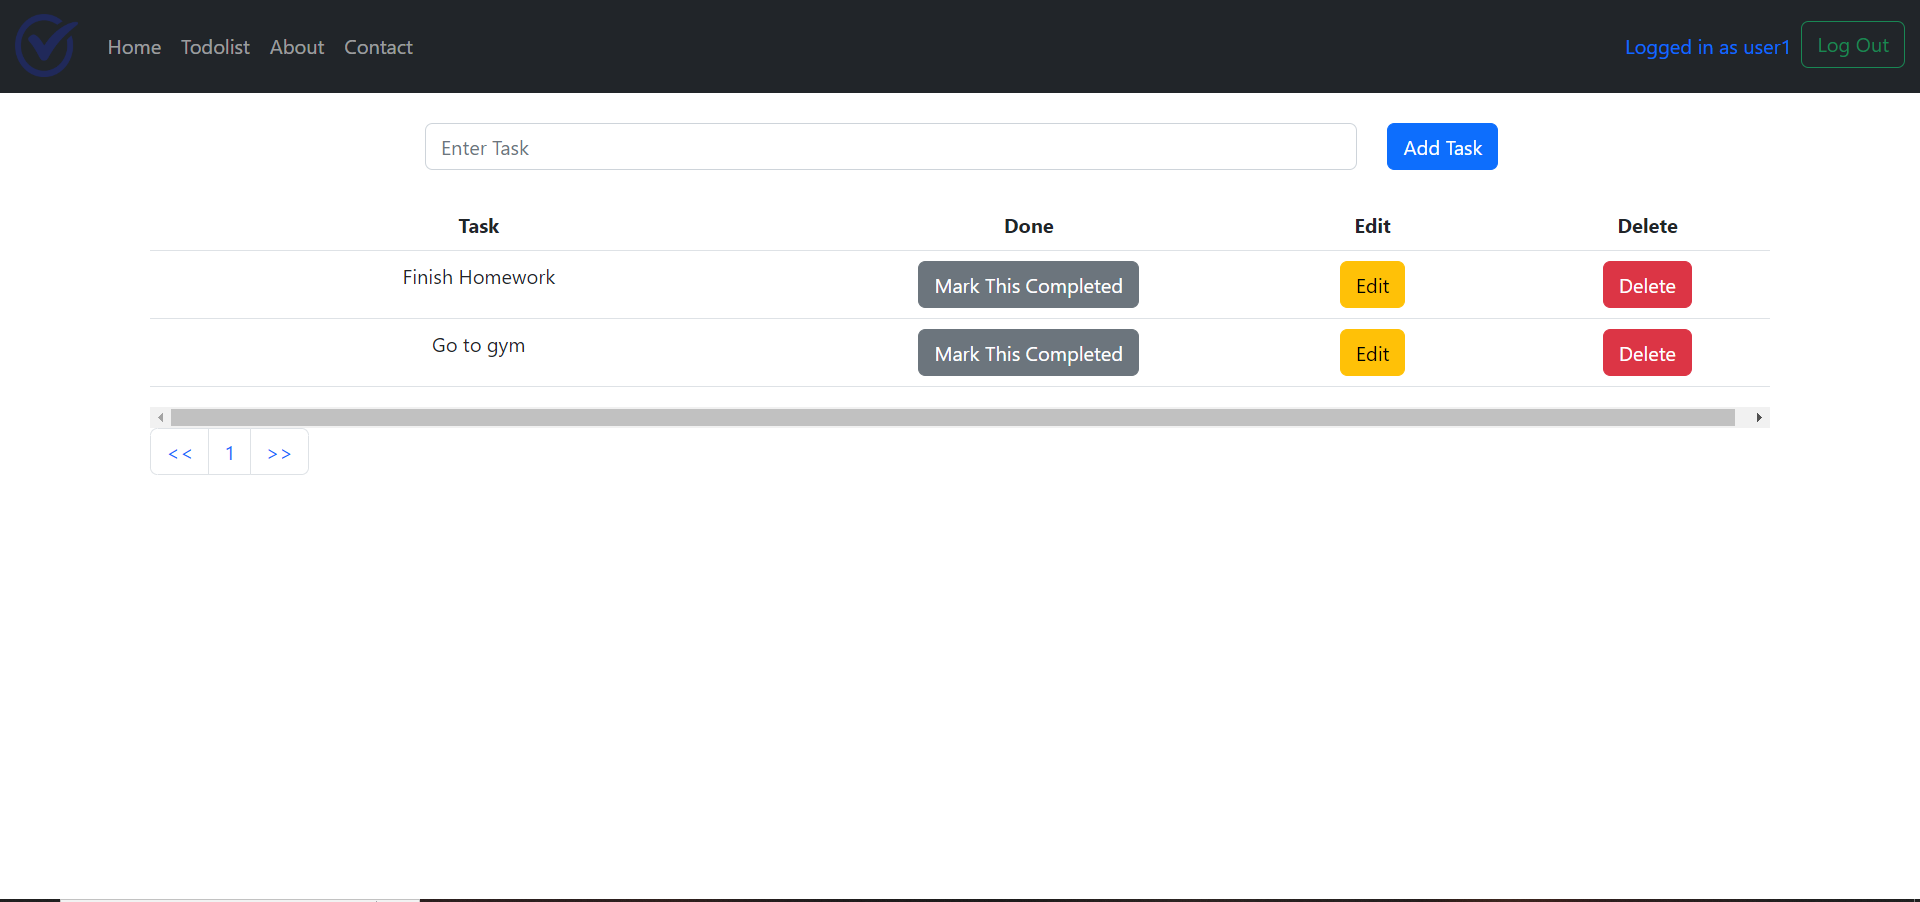 Home Todolist About Contact Logged in as user1 Log Out
Enter Task Add Task
Task Done Edit Delete
Finish Homework Mark This Completed Edit Delete
Go to gym Mark This Completed Edit Delete
<< 1 >>